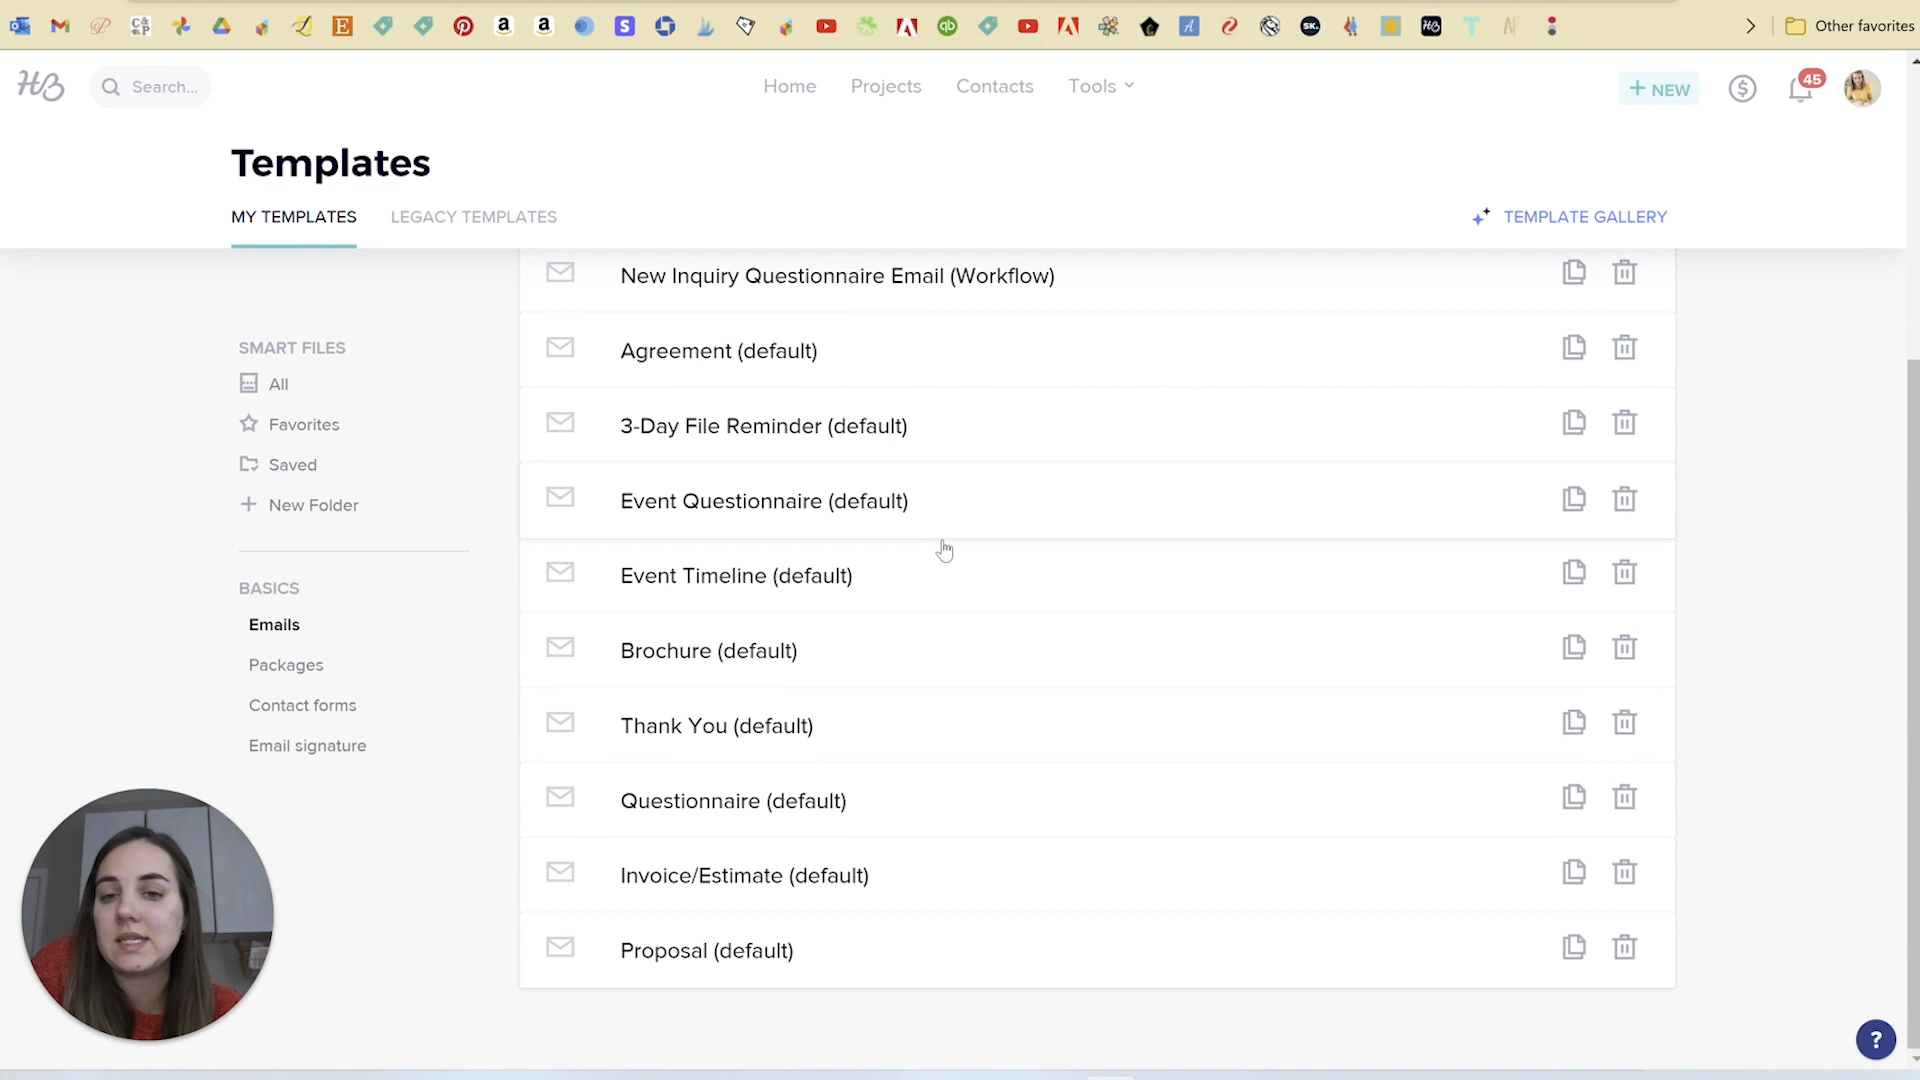 Other favorites
HB
Search...
Home
Projects
Contacts
Tools
+ NEW
45
Templates
MY TEMPLATES
LEGACY TEMPLATES
TEMPLATE GALLERY
New Inquiry Questionnaire Email (Workflow)
SMART FILES
Agreement (default)
All
Favorites
3-Day File Reminder (default)
Saved
New Folder
Event Questionnaire (default)
BASICS
Event Timeline (default)
Emails
Packages
Brochure (default)
Contact forms
Thank You (default)
Email signature
Questionnaire (default)
Invoice/Estimate (default)
Proposal (default)
?